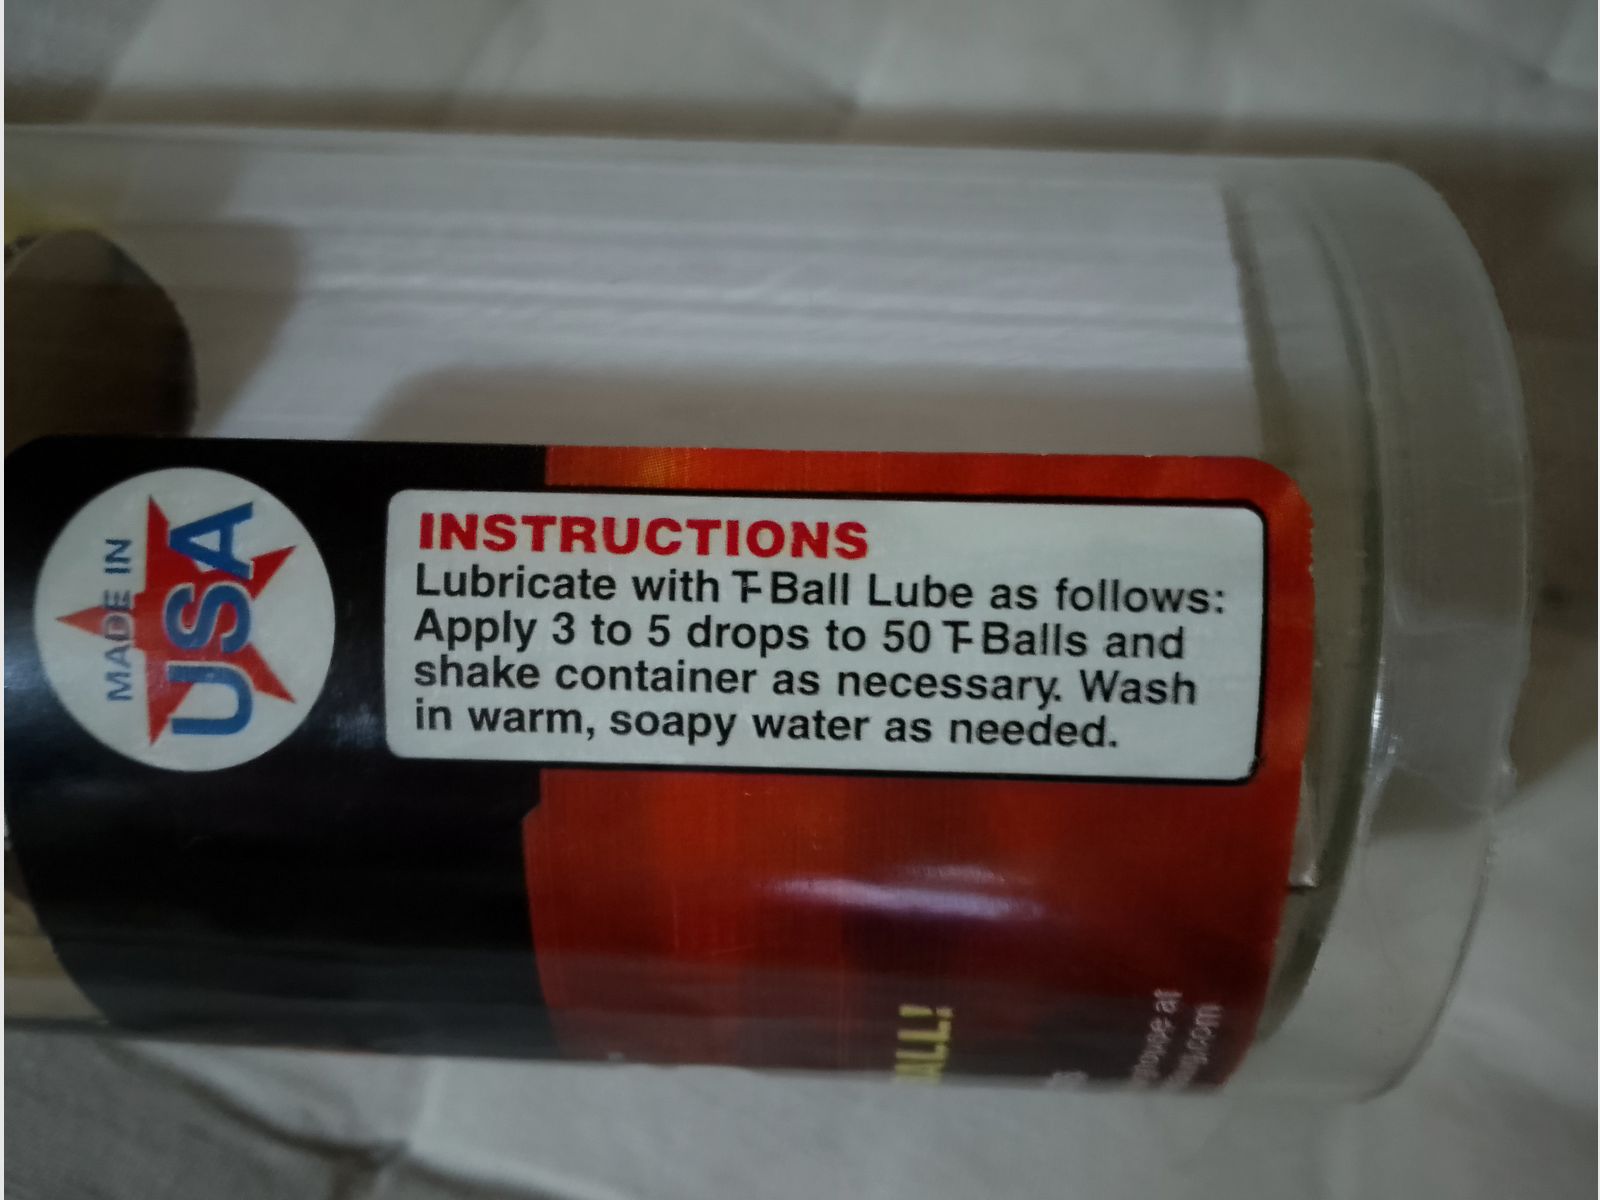 MADE IN
USA
INSTRUCTIONS
Lubricate with T-Ball Lube as follows:
Apply 3 to 5 drops to 50 T-Balls and
shake container as necessary. Wash
in warm, soapy water as needed.